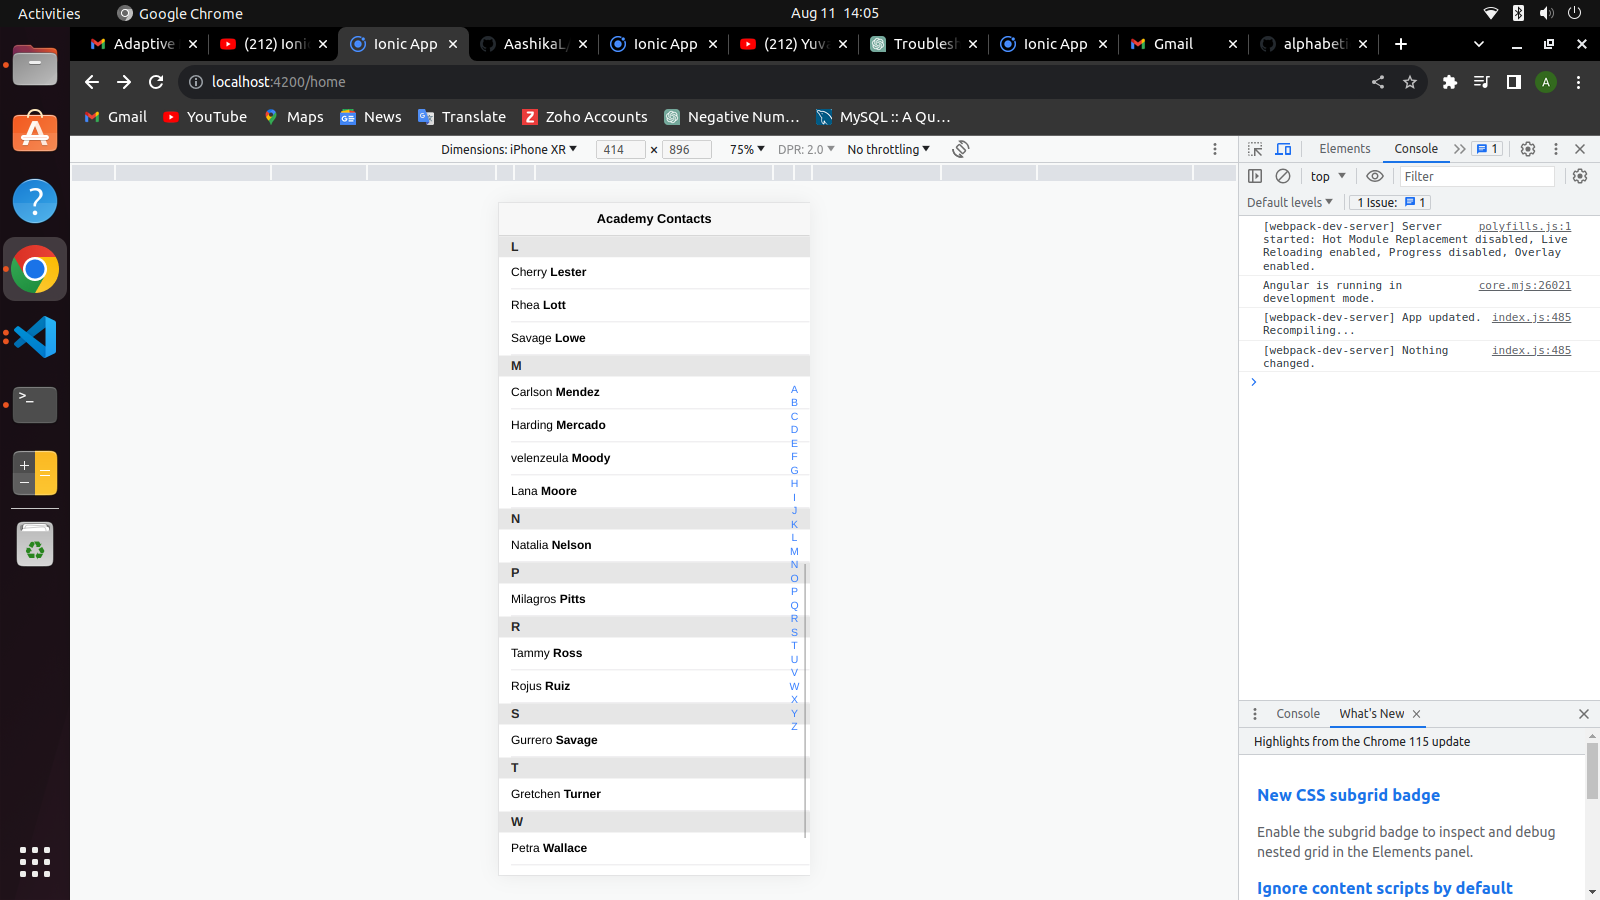 Activities
Google Chrome
Aug 11 14:05
Adaptive
(212) Ioni
Ionic App
AashikaL
Ionic App
(212) Yuva
Troublesh
Ionic App
Gmail
alphabeti
localhost:4200/home
A
Gmail
YouTube
Maps
News
Translate
Zoho Accounts
Negative Num...
MySQL :: A Qu...
Dimensions: iPhone XR
414 × 896
75%
DPR: 2.0
No throttling
Elements
Console
1
top
Filter
Default levels
1 Issue: 1
[webpack-dev-server] Server polyfills.js:1
started: Hot Module Replacement disabled, Live
Reloading enabled, Progress disabled, Overlay
enabled.
Angular is running in core.mjs:26021
development mode.
[webpack-dev-server] App updated. index.js:485
Recompiling...
[webpack-dev-server] Nothing index.js:485
changed.
Academy Contacts
L
Cherry Lester
Rhea Lott
Savage Lowe
M
Carlson Mendez
Harding Mercado
velenzeula Moody
Lana Moore
N
Natalia Nelson
P
Milagros Pitts
R
Tammy Ross
Rojus Ruiz
S
Gurrero Savage
T
Gretchen Turner
W
Petra Wallace
A
B
C
D
E
F
G
H
I
J
K
L
M
N
O
P
Q
R
S
T
U
V
W
X
Y
Z
Console
What's New
Highlights from the Chrome 115 update
New CSS subgrid badge
Enable the subgrid badge to inspect and debug
nested grid in the Elements panel.
Ignore content scripts by default